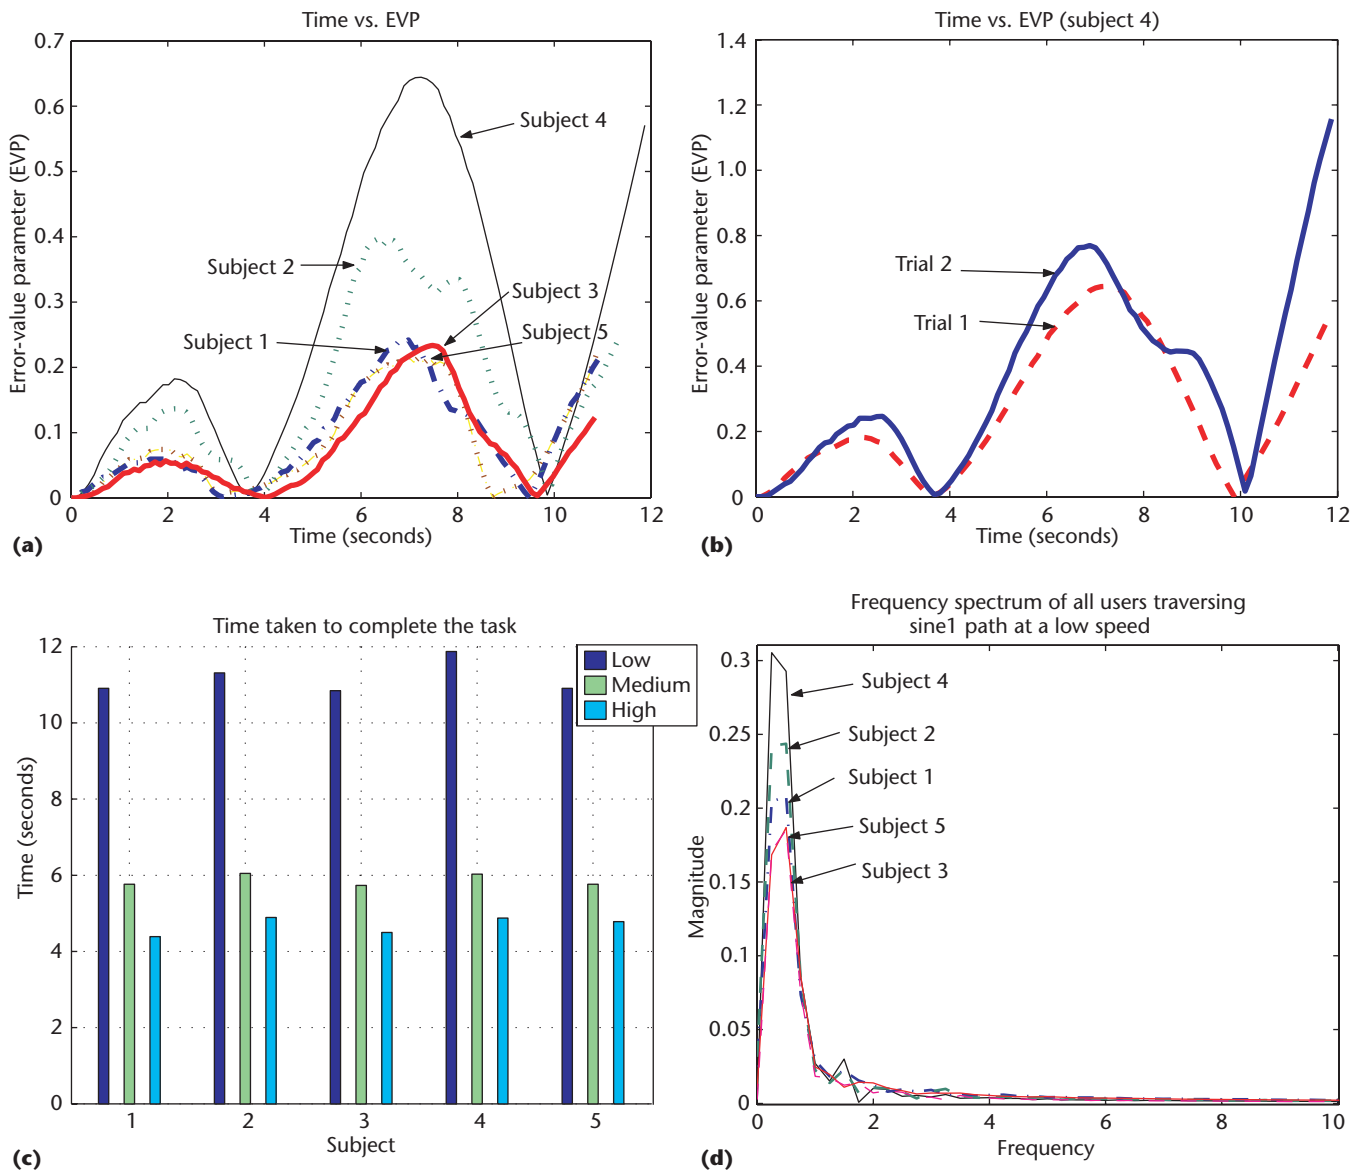 Time vs. EVP
Error-value parameter (EVP)
0.7
0.6
0.5
0.4
0.3
0.2
0.1
0
Subject 4
Subject 2
Subject 3
Subject 1
Subject 5
0 2 4 6 8 10 12
Time (seconds)
(a)
Time vs. EVP (subject 4)
Error-value parameter (EVP)
1.4
1.2
1.0
0.8
0.6
0.4
0.2
0
Trial 2
Trial 1
0 2 4 6 8 10 12
Time (seconds)
(b)
Time taken to complete the task
Time (seconds)
12
10
8
6
4
2
0
Low
Medium
High
1 2 3 4 5
Subject
(c)
Frequency spectrum of all users traversing
sine1 path at a low speed
Magnitude
0.3
0.25
0.2
0.15
0.1
0.05
0
Subject 4
Subject 2
Subject 1
Subject 5
Subject 3
0 2 4 6 8 10
Frequency
(d)